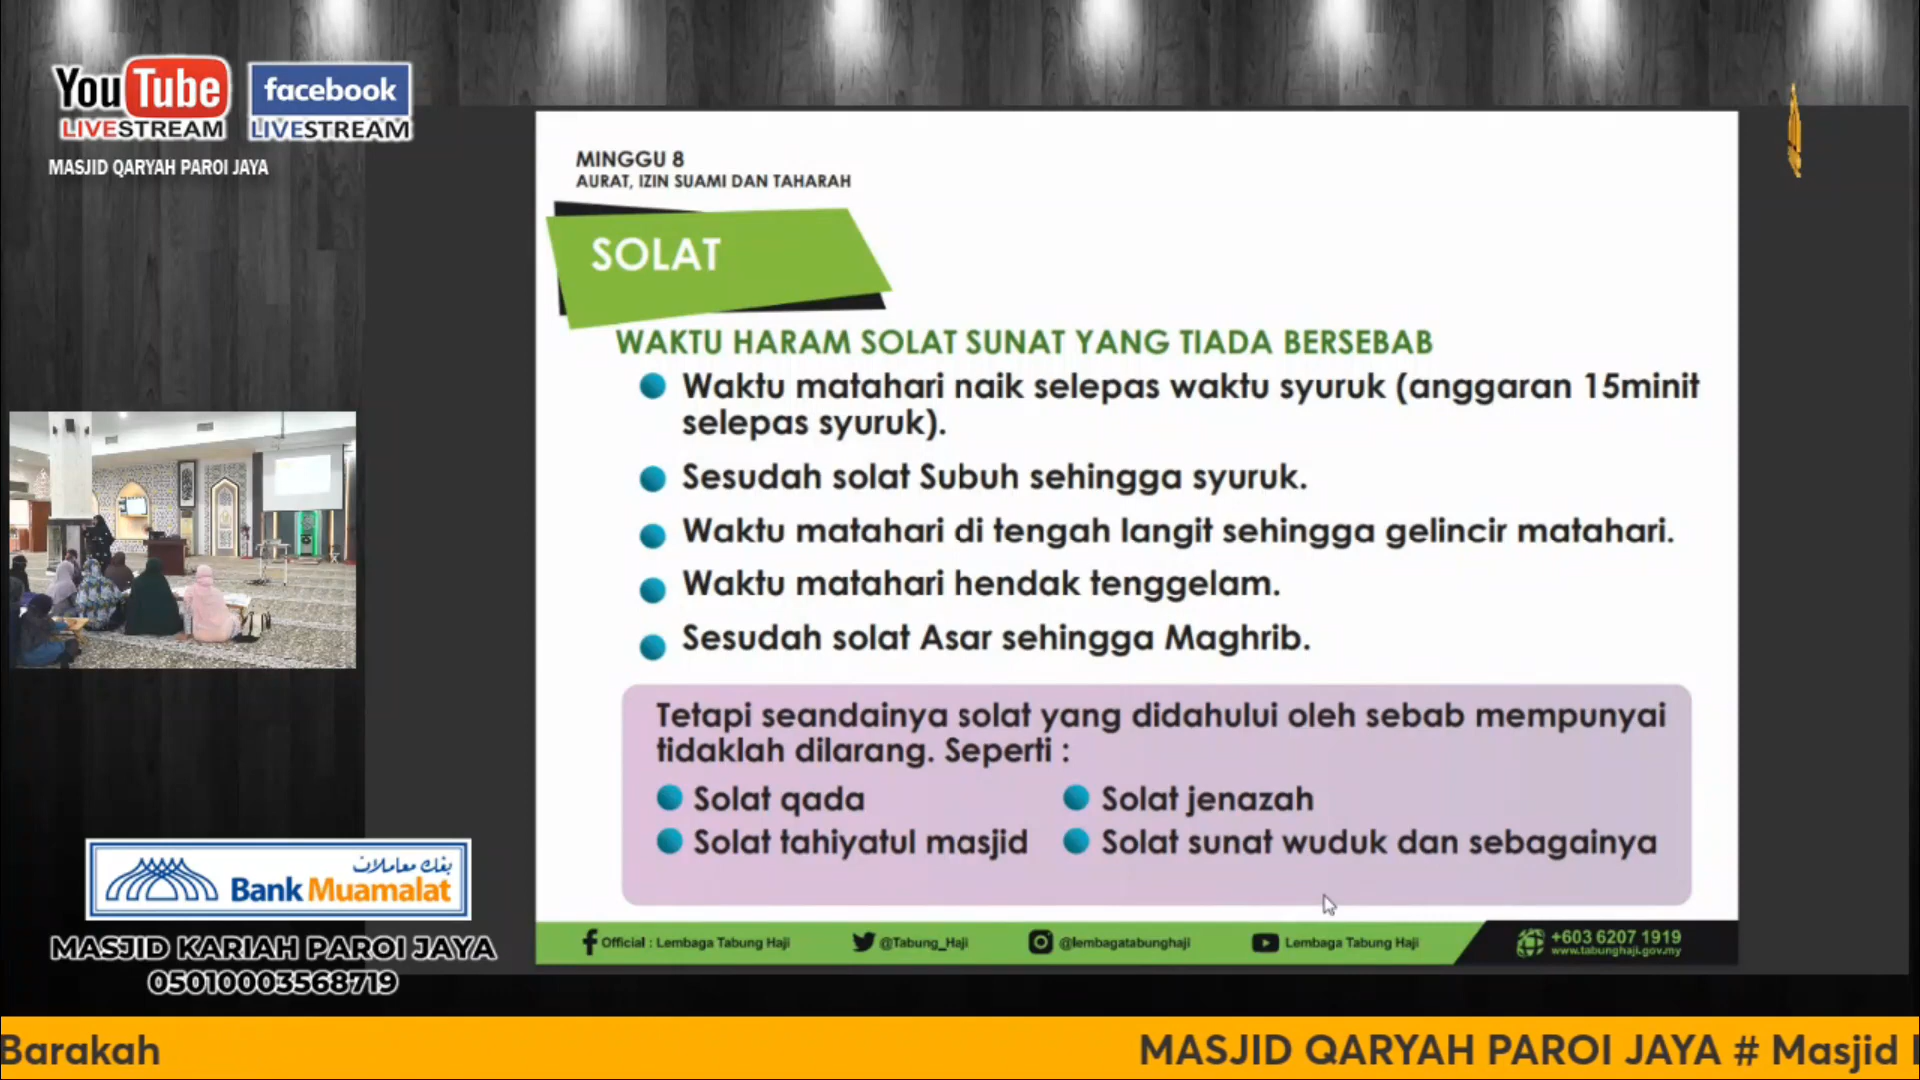 YouTube
LIVESTREAM
facebook
LIVESTREAM
MASJID QARYAH PAROI JAYA
MINGGU 8
AURAT, IZIN SUAMI DAN TAHARAH
SOLAT
WAKTU HARAM SOLAT SUNAT YANG TIADA BERSEBAB
Waktu matahari naik selepas waktu syuruk (anggaran 15minit
selepas syuruk).
Sesudah solat Subuh sehingga syuruk.
Waktu matahari di tengah langit sehingga gelincir matahari.
Waktu matahari hendak tenggelam.
Sesudah solat Asar sehingga Maghrib.
Tetapi seandainya solat yang didahului oleh sebab mempunyai
tidaklah dilarang. Seperti :
Solat qada
Solat jenazah
Solat tahiyatul masjid
Solat sunat wuduk dan sebagainya
Official : Lembaga Tabung Haji
@Tabung_Haji
@lembagatabunghaji
Lembaga Tabung Haji
+603 6207 1919
www.tabunghaji.gov.my
بنك معاملات
Bank Muamalat
MASJID KARIAH PAROI JAYA
05010003568719
Barakah
MASJID QARYAH PAROI JAYA # Masjid